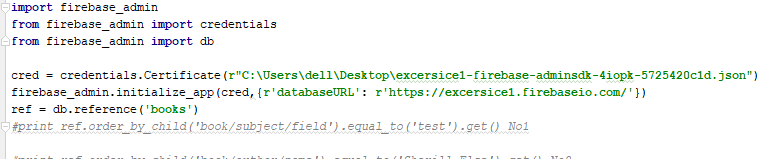 import firebase_admin
from firebase_admin import credentials
from firebase_admin import db
cred = credentials.Certificate(r"C:\Users\dell\Desktop\excersice1-firebase-adminsdk-4iopk-5725420c1d.json")
firebase_admin.initialize_app(cred,{r'databaseURL': r'https://excersice1.firebaseio.com/'})
ref = db.reference('books')
#print ref.order_by_child('book/subject/field').equal_to('test').get() No1